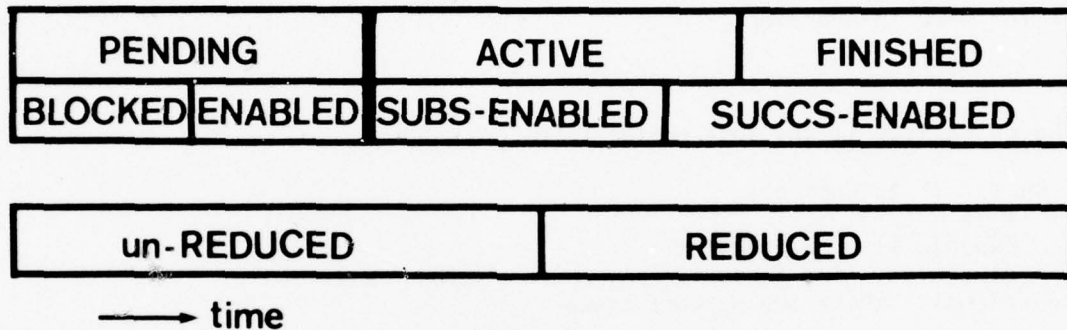 PENDING ACTIVE FINISHED
BLOCKED ENABLED SUBS-ENABLED SUCCS-ENABLED
un-REDUCED REDUCED
time